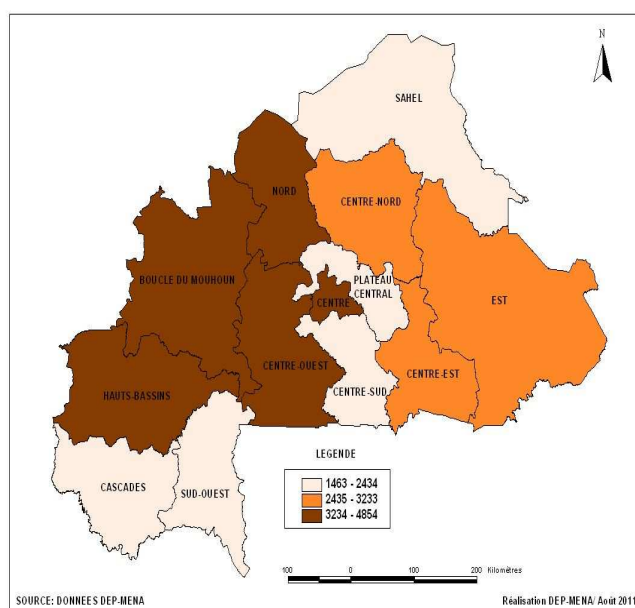 N
SAHEL
NORD
CENTRE-NORD
BOUCLE DU MOUHOUN
PLATEAU
CENTRAL
EST
CENTRE
CENTRE-OUEST
CENTRE-EST
HAUTS-BASSINS
CENTRE-SUD
CASCADES
SUD-OUEST
LEGENDE
1463 - 2434
2435 - 3233
3234 - 4854
100 0 100 200 Kilomètres
SOURCE: DONNEES DEP-MENA
Réalisation DEP-MENA/ Août 2011